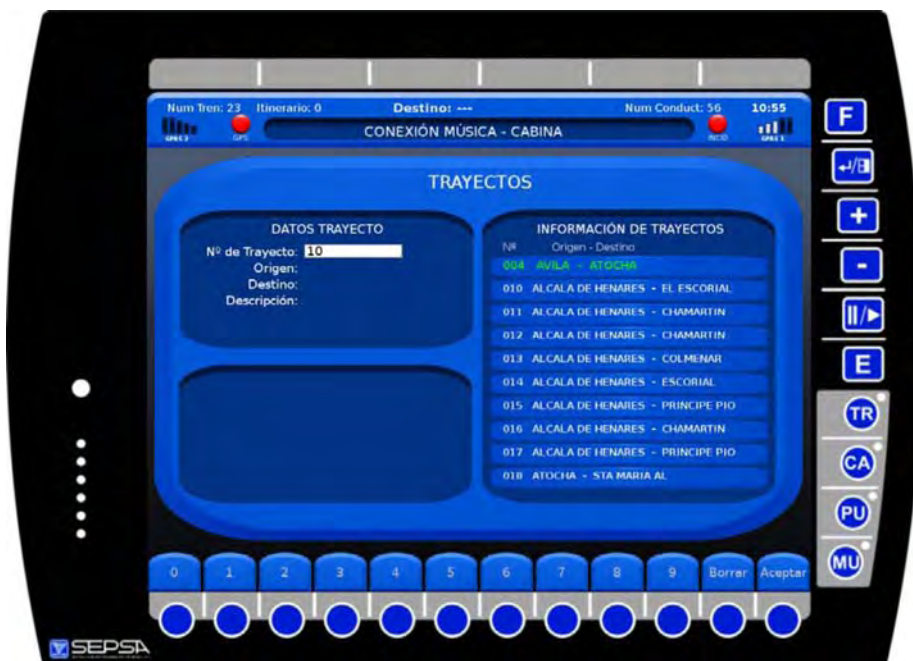 Num Tren: 23 Itinerario: 0 Destino: --- Num Conduct: 56 10:55
GPRS 2 GPS CONEXIÓN MÚSICA - CABINA INICIO GPRS 1
TRAYECTOS
DATOS TRAYECTO
Nº de Trayecto: 10
Origen:
Destino:
Descripción:
INFORMACIÓN DE TRAYECTOS
Nº Origen - Destino
004 AVILA - ATOCHA
010 ALCALA DE HENARES - EL ESCORIAL
011 ALCALA DE HENARES - CHAMARTIN
012 ALCALA DE HENARES - CHAMARTIN
013 ALCALA DE HENARES - COLMENAR
014 ALCALA DE HENARES - ESCORIAL
015 ALCALA DE HENARES - PRINCIPE PIO
016 ALCALA DE HENARES - CHAMARTIN
017 ALCALA DE HENARES - PRINCIPE PIO
018 ATOCHA - STA MARIA AL
0 1 2 3 4 5 6 7 8 9 Borrar Aceptar
F
+
-
E
TR
CA
PU
MU
SEPSA